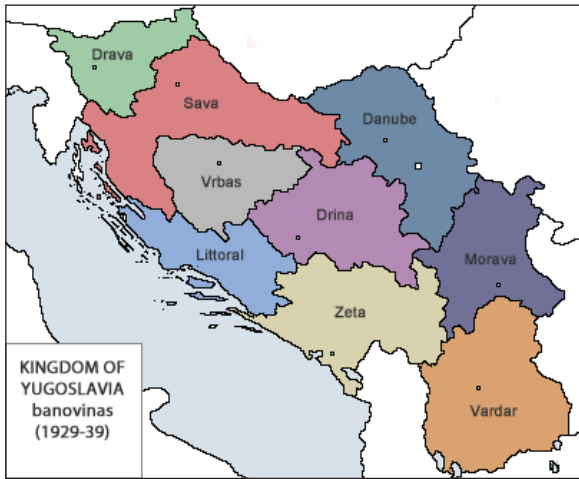 Drava
Sava
Danube
Vrbas
Drina
Littoral
Morava
Zeta
Vardar
KINGDOM OF
YUGOSLAVIA
banovinas
(1929-39)